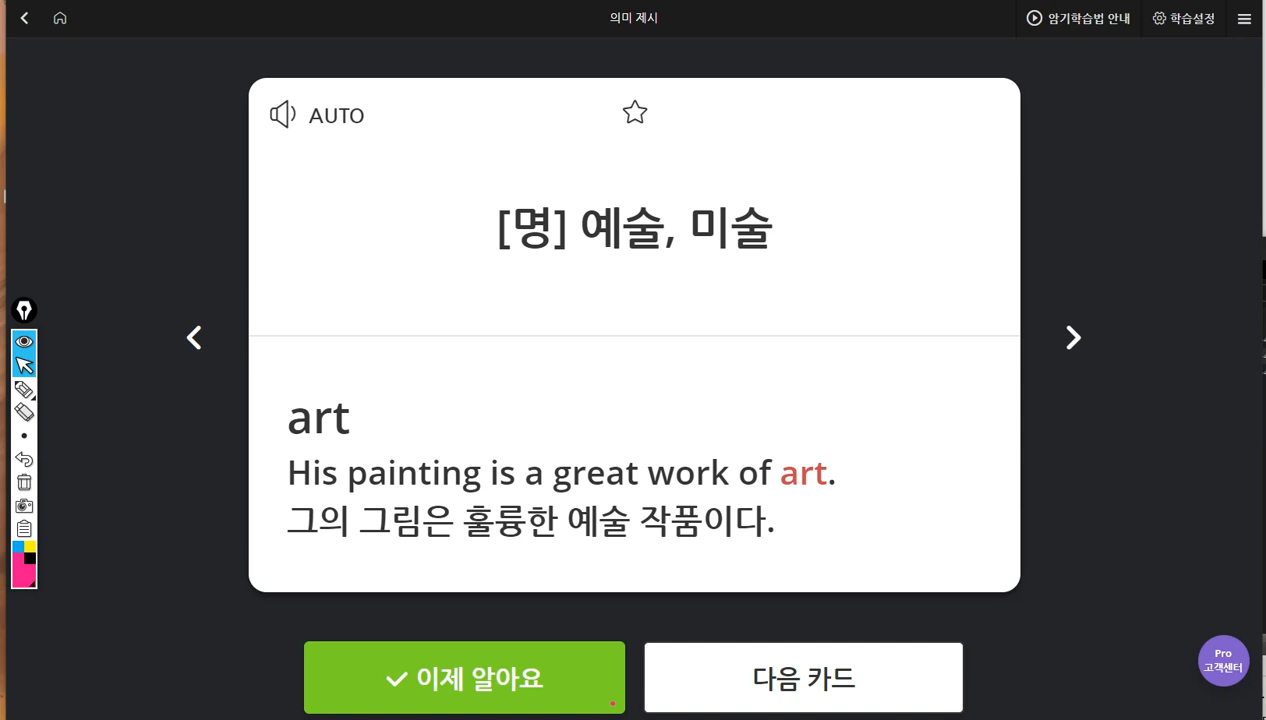 의미 제시
암기학습법 안내
학습설정
AUTO
[명] 예술, 미술
art
His painting is a great work of art.
그의 그림은 훌륭한 예술 작품이다.
이제 알아요
다음 카드
Pro
고객센터